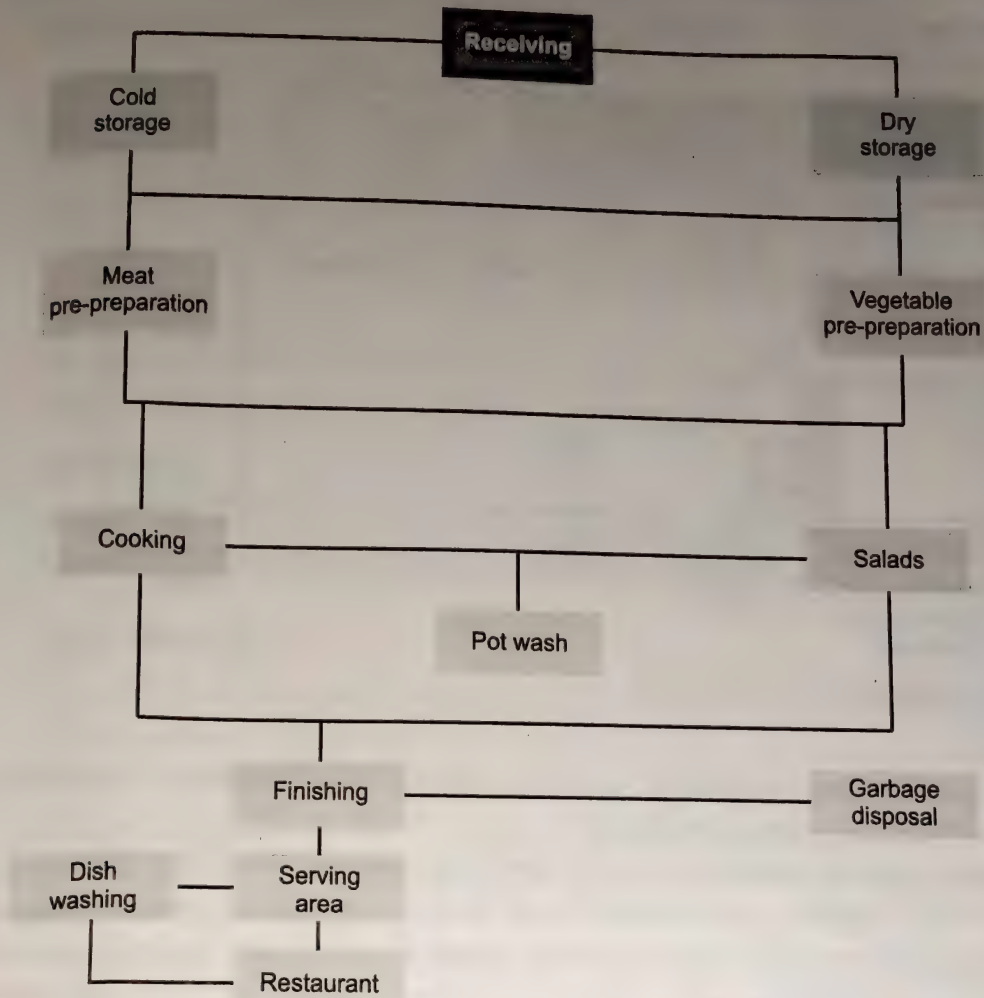 Receiving
Cold
storage
Dry
storage
Meat
pre-preparation
Vegetable
pre-preparation
Cooking
Salads
Pot wash
Finishing
Garbage
disposal
Dish
washing
Serving
area
Restaurant